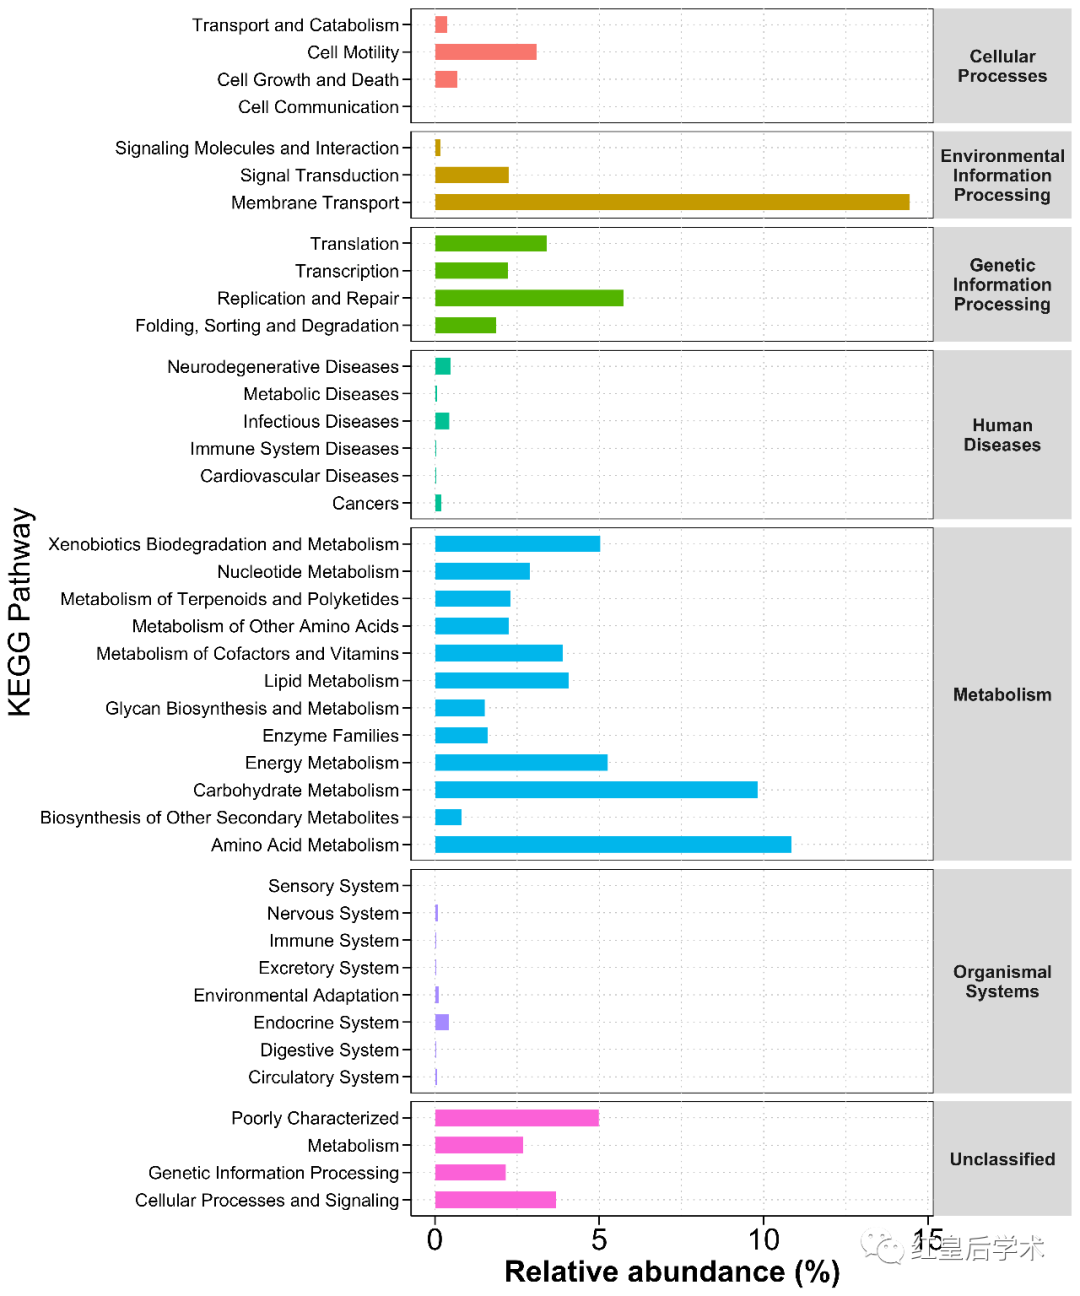 Transport and Catabolism
Cell Motility
Cell Growth and Death
Cell Communication
Cellular
Processes
Signaling Molecules and Interaction
Signal Transduction
Membrane Transport
Environmental
Information
Processing
Translation
Transcription
Replication and Repair
Folding, Sorting and Degradation
Genetic
Information
Processing
Neurodegenerative Diseases
Metabolic Diseases
Infectious Diseases
Immune System Diseases
Cardiovascular Diseases
Cancers
Human
Diseases
KEGG Pathway
Xenobiotics Biodegradation and Metabolism
Nucleotide Metabolism
Metabolism of Terpenoids and Polyketides
Metabolism of Other Amino Acids
Metabolism of Cofactors and Vitamins
Lipid Metabolism
Glycan Biosynthesis and Metabolism
Enzyme Families
Energy Metabolism
Carbohydrate Metabolism
Biosynthesis of Other Secondary Metabolites
Amino Acid Metabolism
Metabolism
Sensory System
Nervous System
Immune System
Excretory System
Environmental Adaptation
Endocrine System
Digestive System
Circulatory System
Organismal
Systems
Poorly Characterized
Metabolism
Genetic Information Processing
Cellular Processes and Signaling
Unclassified
0 5 10 15
红皇后学术
Relative abundance (%)